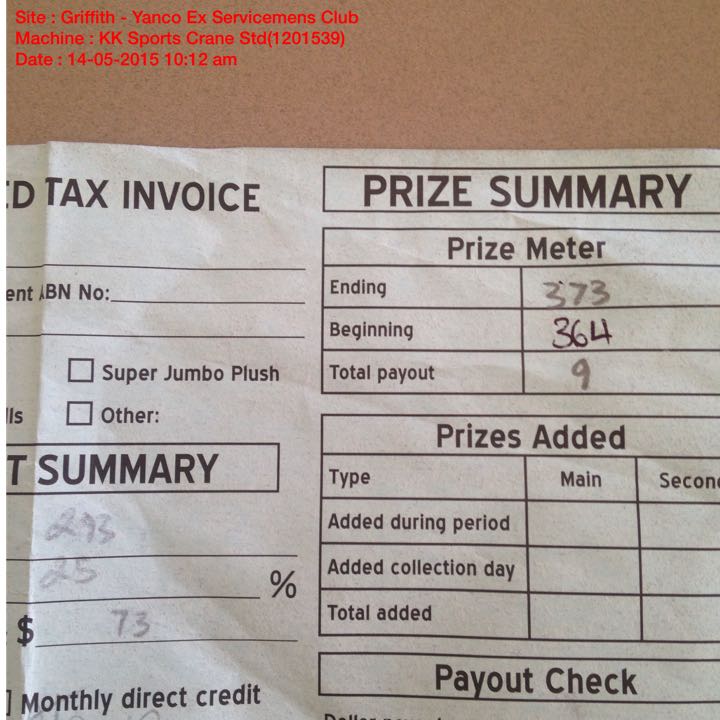 Site : Griffith - Yanco Ex Servicemens Club
Machine : KK Sports Crane Std(1201539)
Date : 14-05-2015 10:12 am
ED TAX INVOICE
ent ABN No:
Super Jumbo Plush
lls Other:
T SUMMARY
293
25 %
$ 73
Monthly direct credit
PRIZE SUMMARY
Prize Meter
Ending 373
Beginning 364
Total payout 9
Prizes Added
Type Main Secon
Added during period
Added collection day
Total added
Payout Check